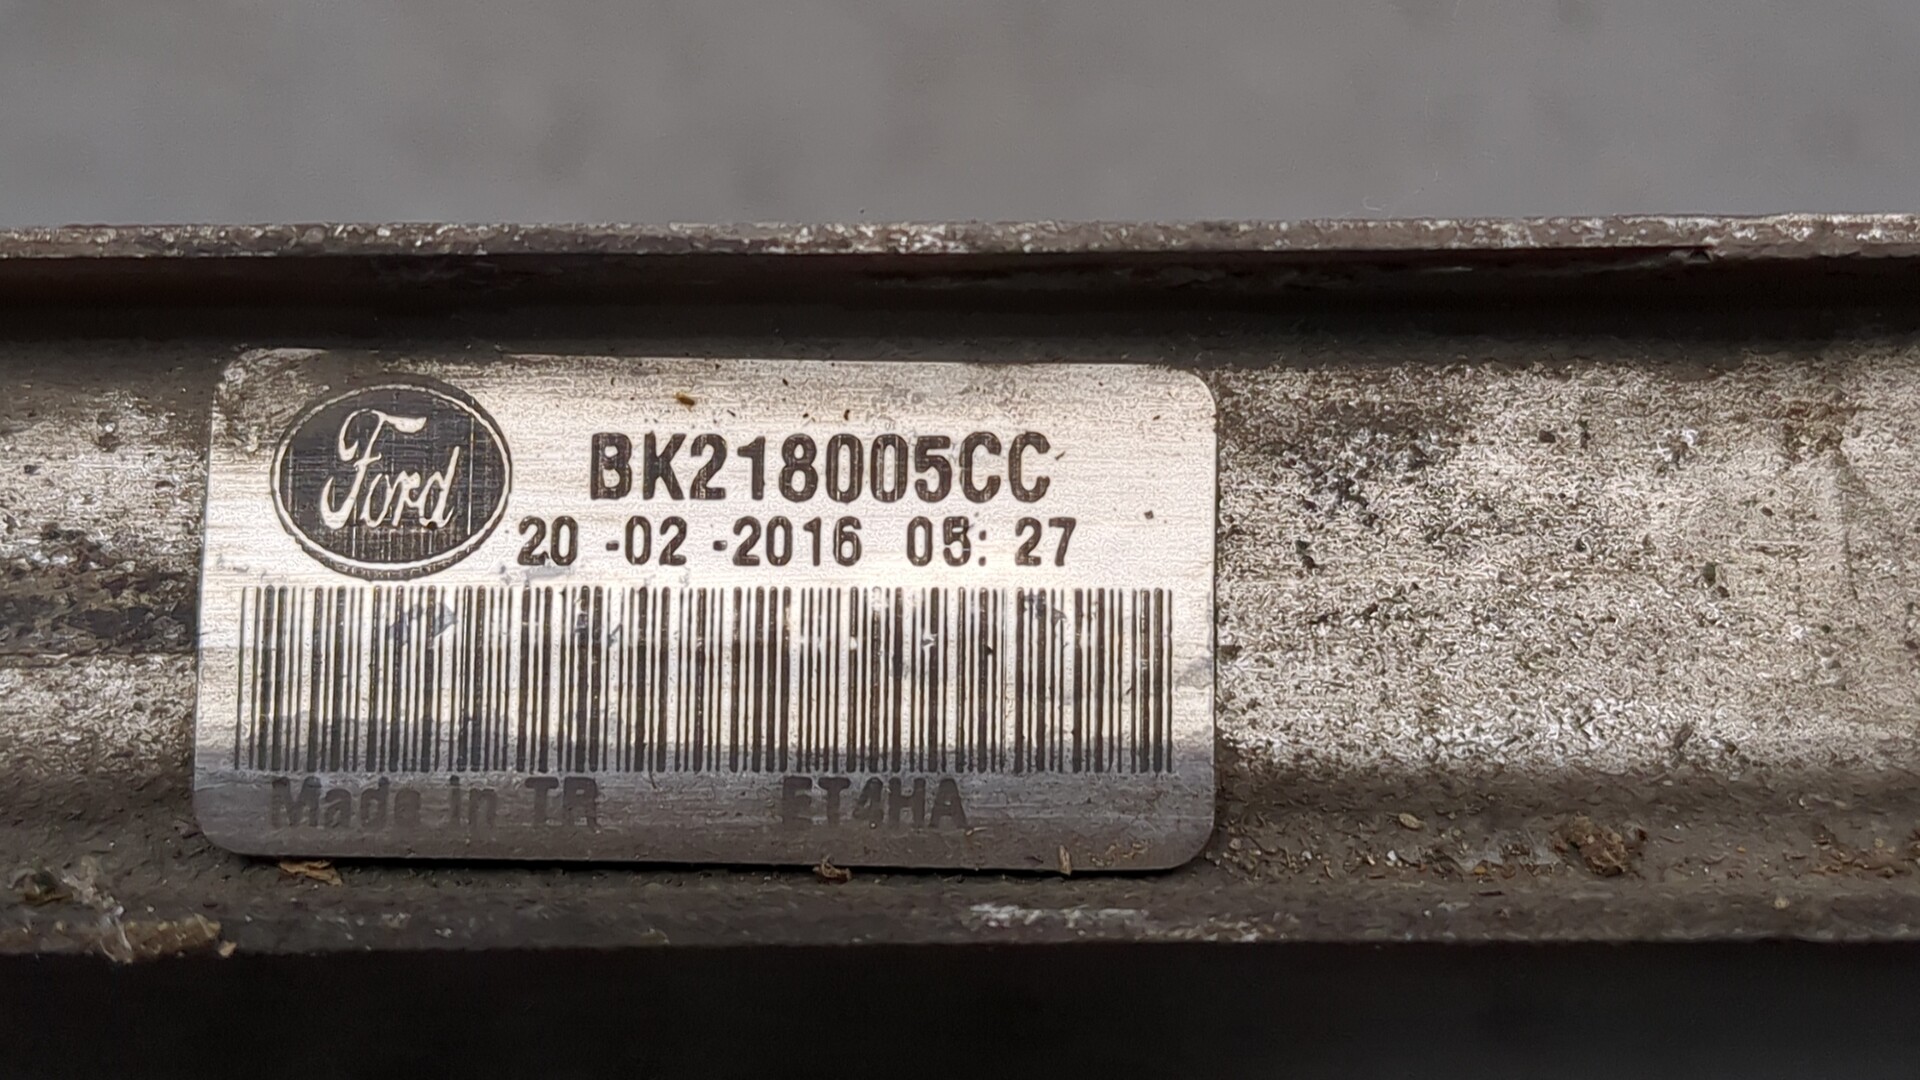 Ford
BK218005CC
20 -02 -2016 05: 27
Made in TR ET4HA